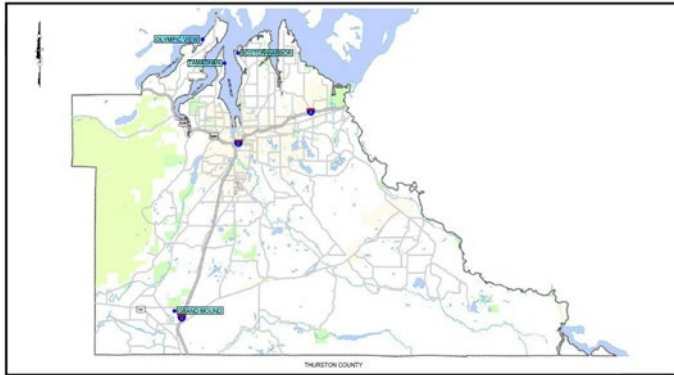 OLYMPIC VIEW
BOSTON HARBOR
TAMOSHAN
GRAND MOUND
THURSTON COUNTY